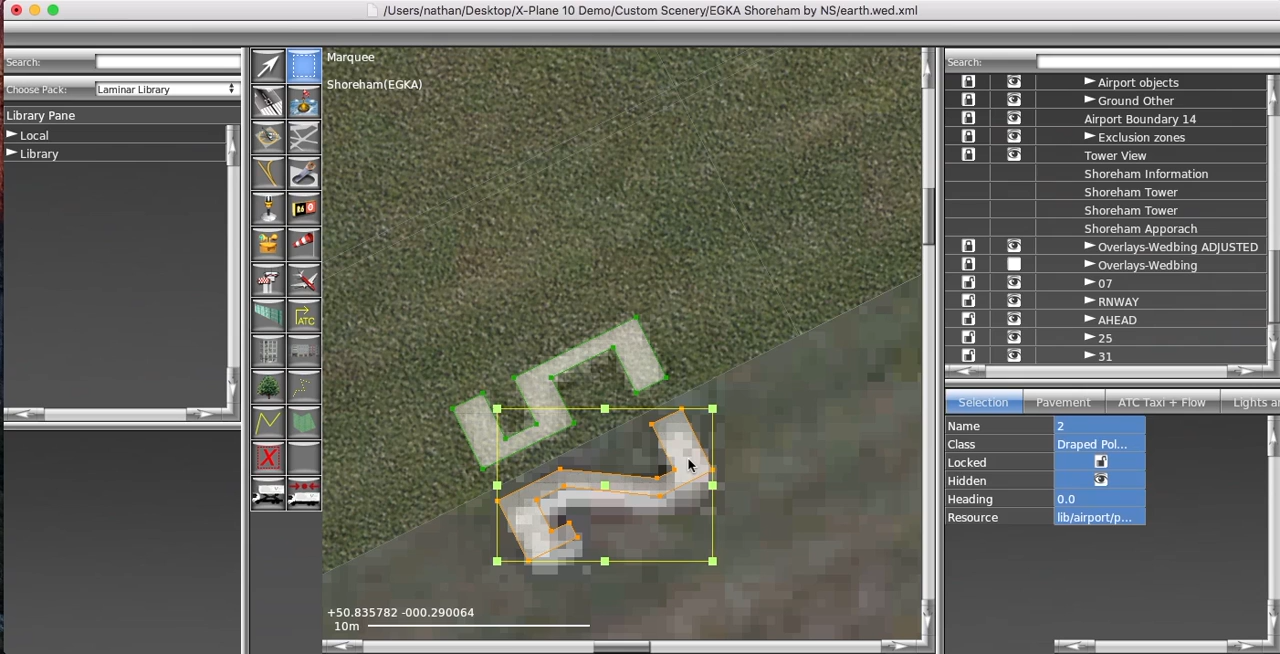 /Users/nathan/Desktop/X-Plane 10 Demo/Custom Scenery/EGKA Shoreham by NS/earth.wed.xml
Search:
Choose Pack: Laminar Library
Library Pane
Local
Library
Marquee
Shoreham(EGKA)
R6 0
ATC
+50.835782 -000.290064
10m
Search:
Airport objects
Ground Other
Airport Boundary 14
Exclusion zones
Tower View
Shoreham Information
Shoreham Tower
Shoreham Tower
Shoreham Apporach
Overlays-Wedbing ADJUSTED
Overlays-Wedbing
07
RNWAY
AHEAD
25
31
Selection Pavement ATC Taxi + Flow Lights a
Name 2
Class Draped Pol...
Locked
Hidden
Heading 0.0
Resource lib/airport/p...